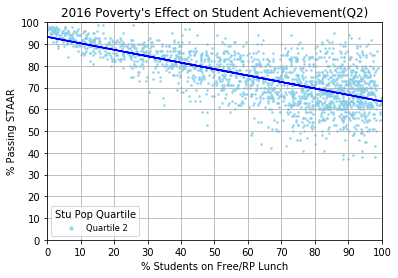 2016 Poverty's Effect on Student Achievement(Q2)
100
90
80
70
60
50
40
30
20
10
0
% Passing STAAR
Stu Pop Quartile
Quartile 2
0 10 20 30 40 50 60 70 80 90 100
% Students on Free/RP Lunch